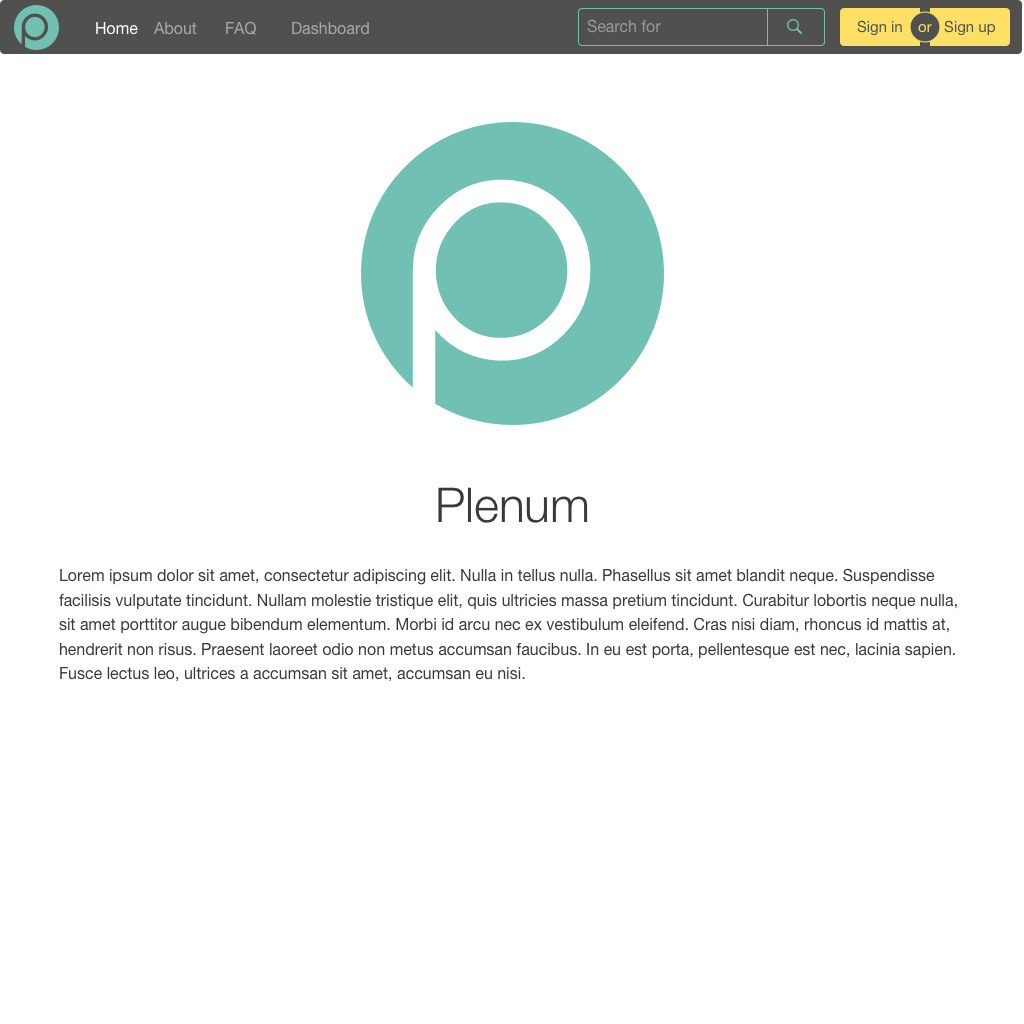 Home About FAQ Dashboard Search for Sign in or Sign up
Plenum
Lorem ipsum dolor sit amet, consectetur adipiscing elit. Nulla in tellus nulla. Phasellus sit amet blandit neque. Suspendisse
facilisis vulputate tincidunt. Nullam molestie tristique elit, quis ultricies massa pretium tincidunt. Curabitur lobortis neque nulla,
sit amet porttitor augue bibendum elementum. Morbi id arcu nec ex vestibulum eleifend. Cras nisi diam, rhoncus id mattis at,
hendrerit non risus. Praesent laoreet odio non metus accumsan faucibus. In eu est porta, pellentesque est nec, lacinia sapien.
Fusce lectus leo, ultrices a accumsan sit amet, accumsan eu nisi.